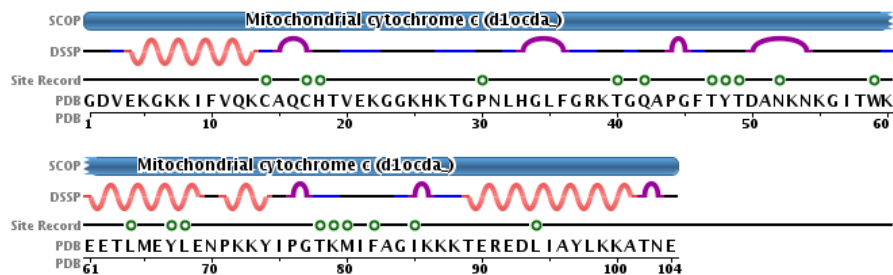 SCOP Mitochondrial cytochrome c (d1ocda_)
DSSP
Site Record
PDB GDVEKGKKIFVQKCAQCHTVEKGGKHKTGPNLHGLFGRKTGQAPGFTYTDANKNKGITWK
PDB 1 10 20 30 40 50 60
SCOP Mitochondrial cytochrome c (d1ocda_)
DSSP
Site Record
PDB EETLMEYLENPKKYIPGTKMIFAGIKKKTEREDLIAYLKKATNE
PDB 61 70 80 90 100 104